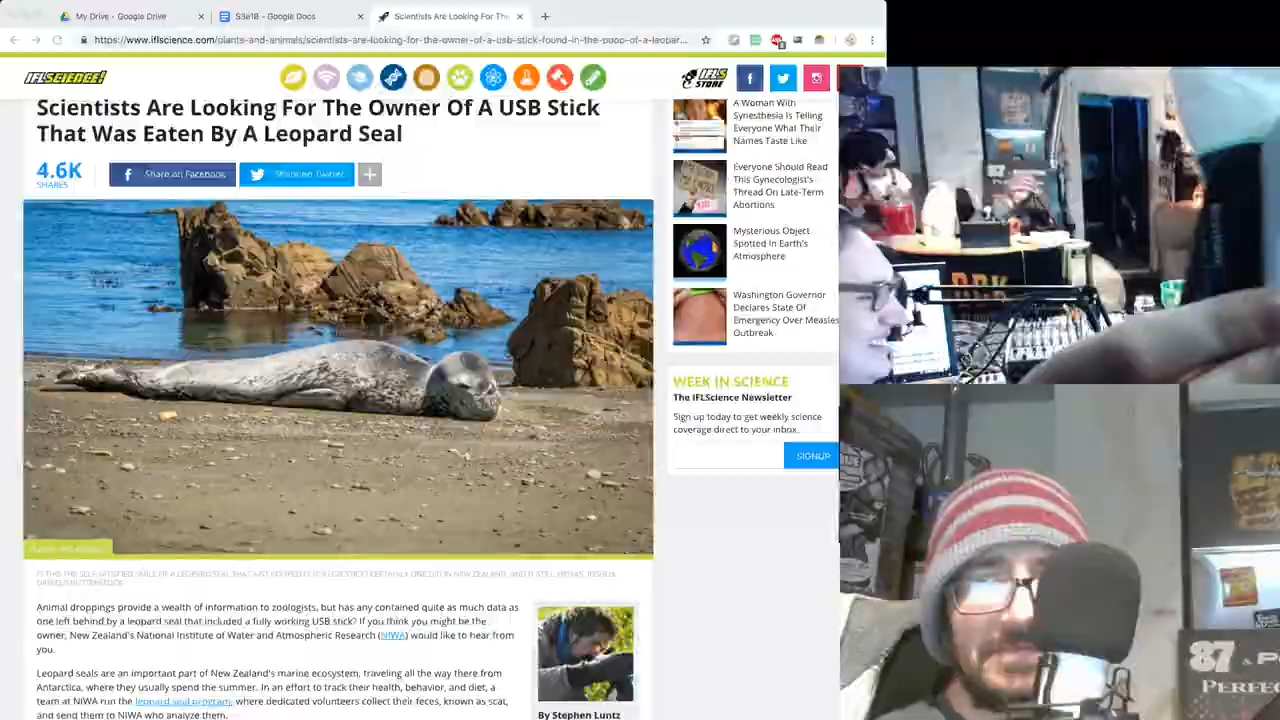 My Drive - Google Drive
S3e18 - Google Docs
Scientists Are Looking For The
https://www.iflscience.com/plants-and-animals/scientists-are-looking-for-the-owner-of-a-usb-stick-found-in-the-poop-of-a-leopar...
IFLSCIENCE!
IFLS
STORE
Scientists Are Looking For The Owner Of A USB Stick
That Was Eaten By A Leopard Seal
4.6K
SHARES
Share on Facebook
Share on Twitter
Animal droppings provide a wealth of information to zoologists, but has any contained quite as much data as
one left behind by a leopard seal that included a fully working USB stick? If you think you might be the
owner, New Zealand's National Institute of Water and Atmospheric Research (NIWA) would like to hear from
you.
Leopard seals are an important part of New Zealand's marine ecosystem, traveling all the way there from
Antarctica, where they usually spend the summer. In an effort to track their health, behavior, and diet, a
team at NIWA run the leopard seal program, where dedicated volunteers collect their feces, known as scat,
and send them to NIWA who analyze them.
By Stephen Luntz
A Woman With
Synesthesia Is Telling
Everyone What Their
Names Taste Like
Everyone Should Read
This Gynecologist's
Thread On Late-Term
Abortions
Mysterious Object
Spotted In Earth's
Atmosphere
Washington Governor
Declares State Of
Emergency Over Measles
Outbreak
WEEK IN SCIENCE
The IFLScience Newsletter
Sign up today to get weekly science
coverage direct to your inbox.
SIGNUP
87
87 & P
PERFE